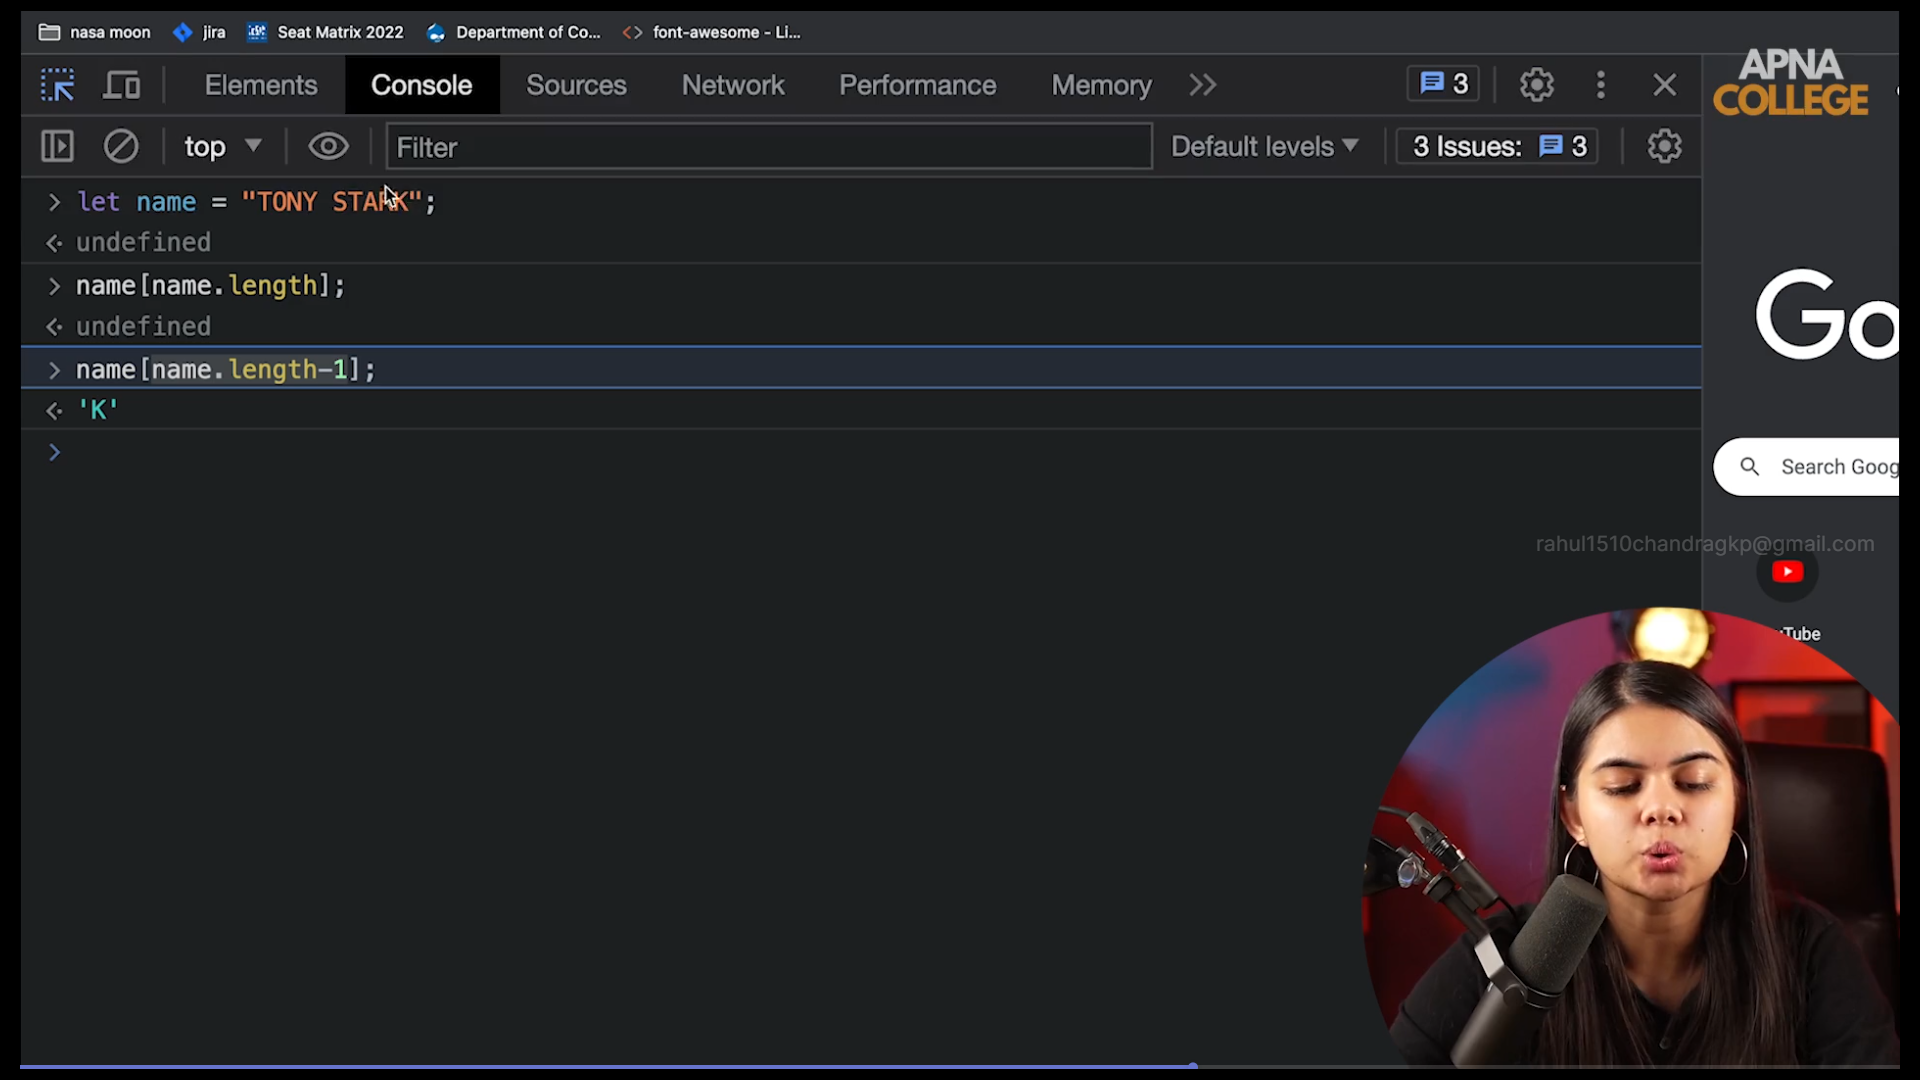 nasa moon jira Seat Matrix 2022 Department of Co... font-awesome - Li...
Elements Console Sources Network Performance Memory 3
APNA
COLLEGE
top Filter Default levels 3 Issues: 3
> let name = "TONY STARK";
undefined
> name[name.length];
undefined
> name[name.length-1];
'K'
>
Go
Search Goog
rahul1510chandragkp@gmail.com
uTube